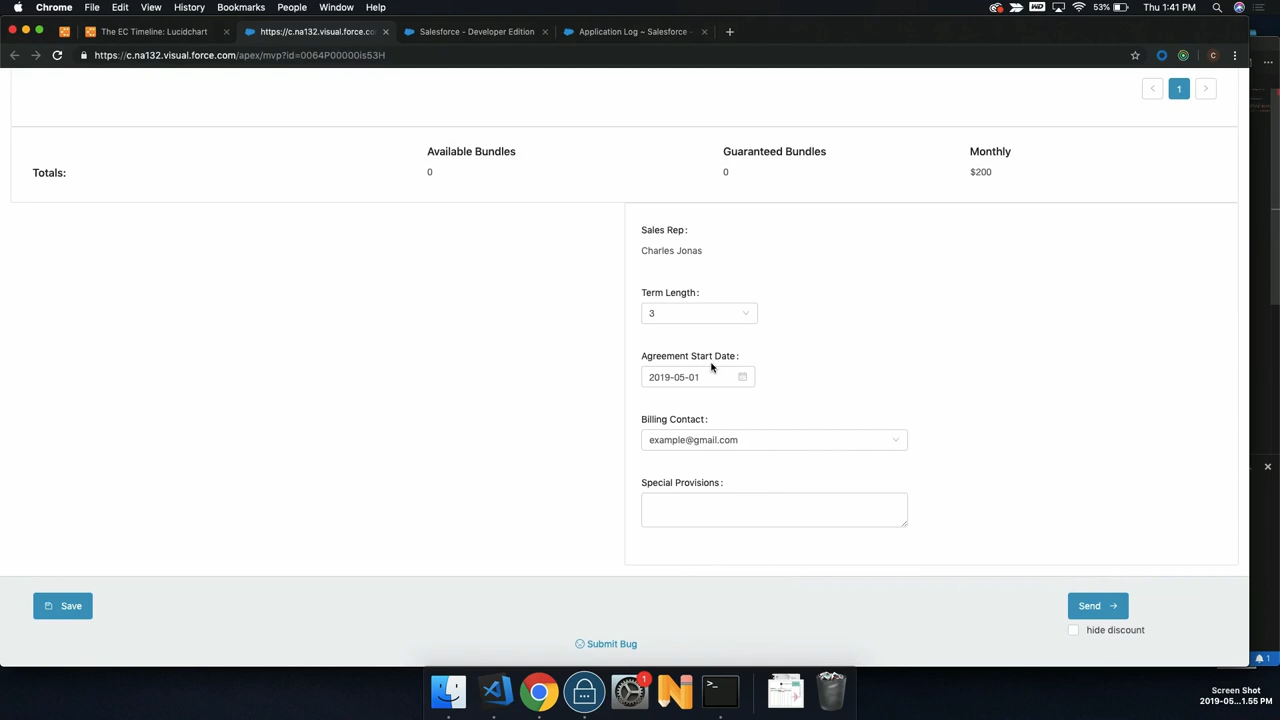 Chrome File Edit View History Bookmarks People Window Help 53% Thu 1:41 PM
The EC Timeline: Lucidchart https://c.na132.visual.force.co Salesforce - Developer Edition Application Log ~ Salesforce -
https://c.na132.visual.force.com/apex/mvp?id=0064P00000is53H
1
Available Bundles Guaranteed Bundles Monthly
Totals: 0 0 $200
Sales Rep:
Charles Jonas
Term Length:
3
Agreement Start Date:
2019-05-01
Billing Contact:
example@gmail.com
Special Provisions:
Save Send
hide discount
Submit Bug
1
1
Screen Shot
2019-05...1.55 PM